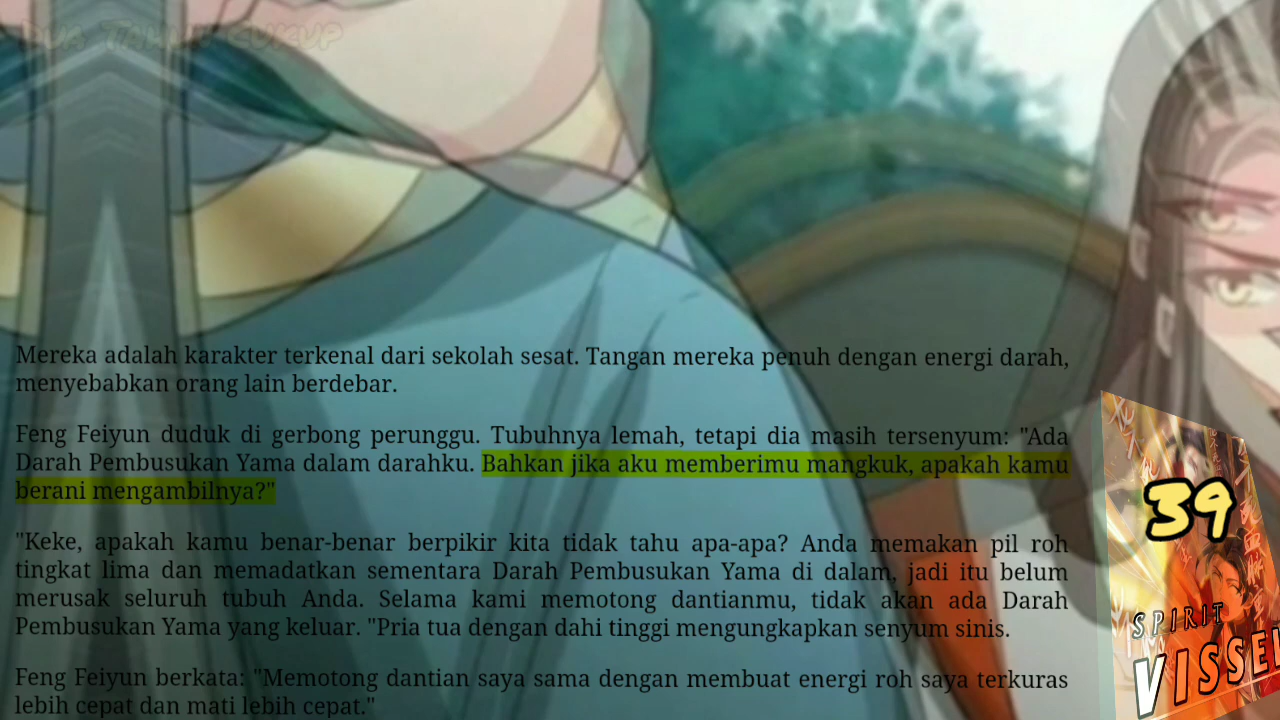 DUA TAHUN CUKUP
Mereka adalah karakter terkenal dari sekolah sesat. Tangan mereka penuh dengan energi darah,
menyebabkan orang lain berdebar.
Feng Feiyun duduk di gerbong perunggu. Tubuhnya lemah, tetapi dia masih tersenyum: "Ada
Darah Pembusukan Yama dalam darahku. Bahkan jika aku memberimu mangkuk, apakah kamu
berani mengambilnya?"
"Keke, apakah kamu benar-benar berpikir kita tidak tahu apa-apa? Anda memakan pil roh
tingkat lima dan memadatkan sementara Darah Pembusukan Yama di dalam, jadi itu belum
merusak seluruh tubuh Anda. Selama kami memotong dantianmu, tidak akan ada Darah
Pembusukan Yama yang keluar. "Pria tua dengan dahi tinggi mengungkapkan senyum sinis.
Feng Feiyun berkata: "Memotong dantian saya sama dengan membuat energi roh saya terkuras
lebih cepat dan mati lebih cepat."
39
SPIRIT
VISSEL